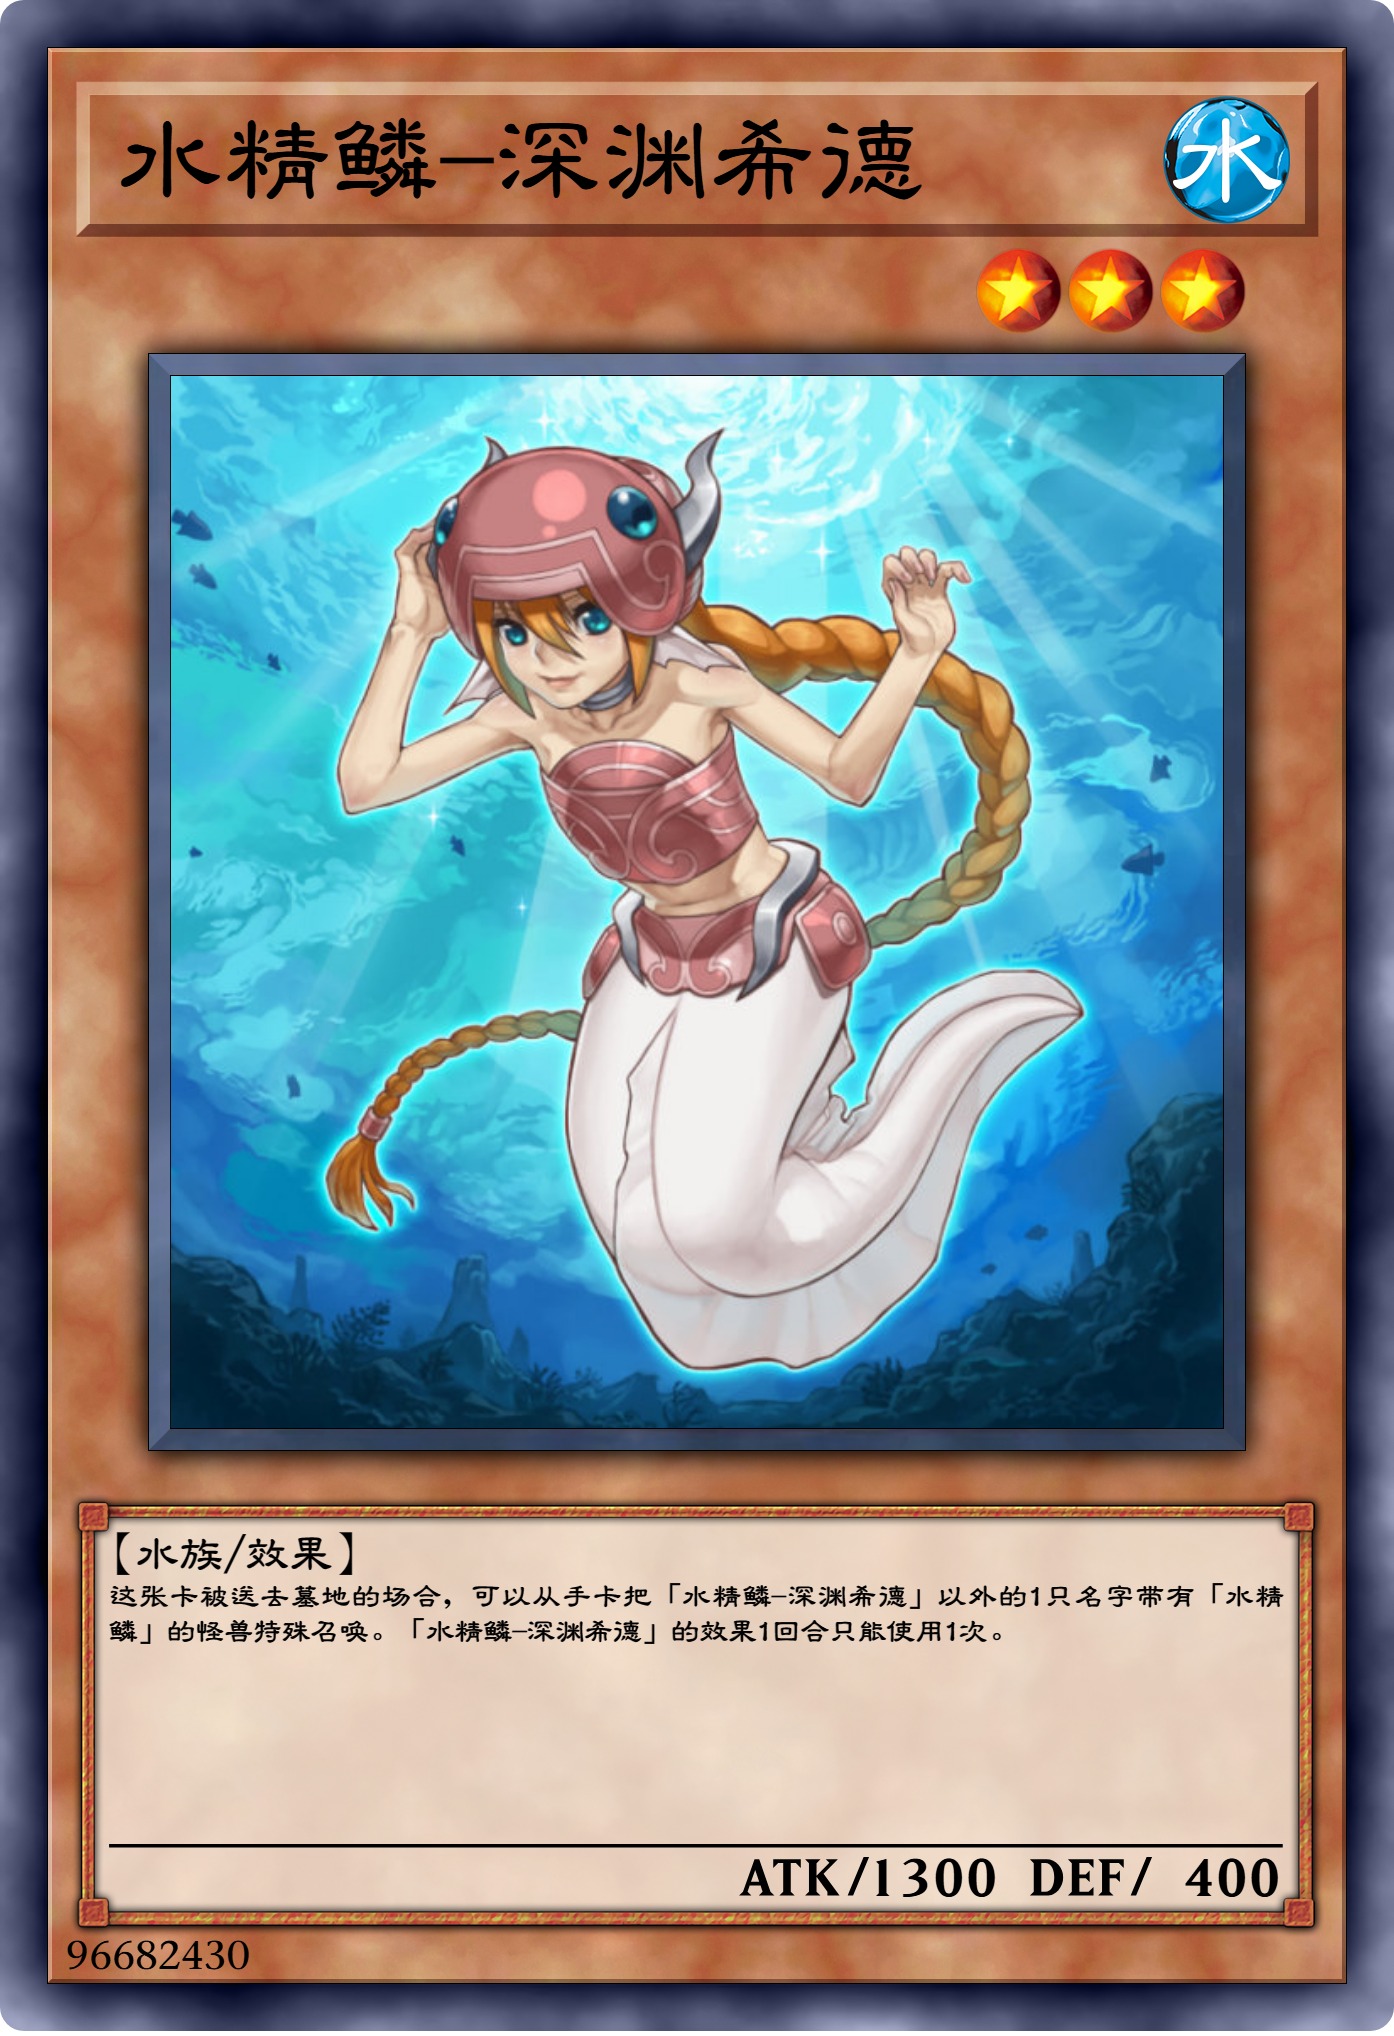 水精鳞-深渊希德
水
【水族/效果】
这张卡被送去墓地的场合，可以从手卡把「水精鳞-深渊希德」以外的1只名字带有「水精
鳞」的怪兽特殊召唤。「水精鳞-深渊希德」的效果1回合只能使用1次。
ATK/1300 DEF/ 400
96682430